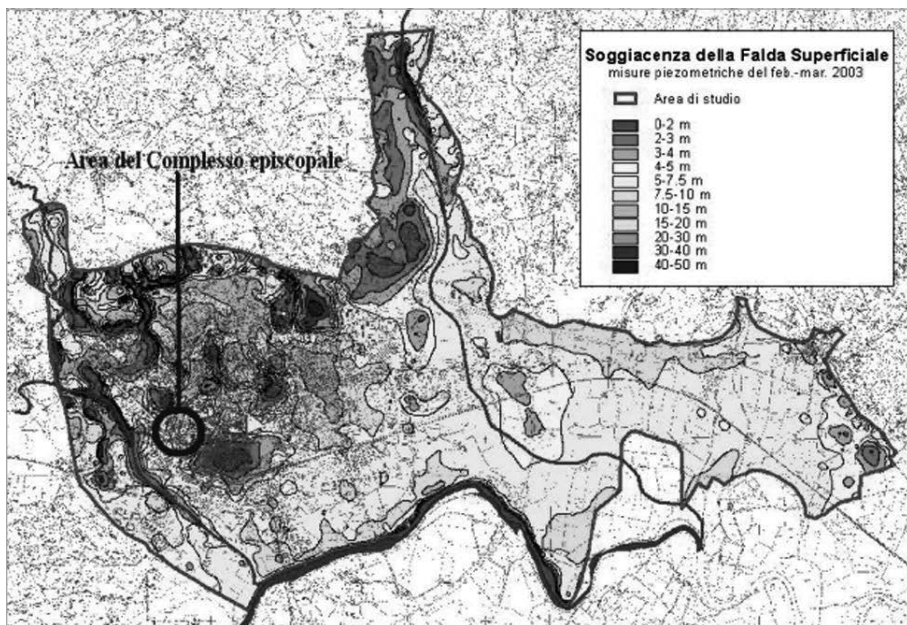 Area del Complesso episcopale
Soggiacenza della Falda Superficiale
misure piezometriche del feb.-mar. 2003
Area di studio
0-2 m
2-3 m
3-4 m
4-5 m
5-7.5 m
7.5-10 m
10-15 m
15-20 m
20-30 m
30-40 m
40-50 m